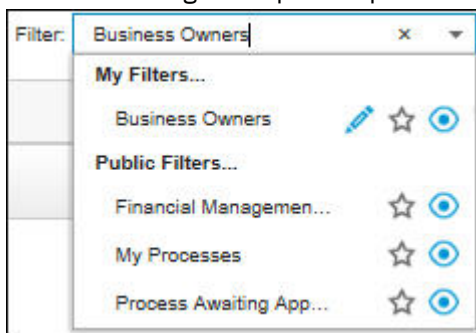 Filter: Business Owners
My Filters...
Business Owners
Public Filters...
Financial Managemen...
My Processes
Process Awaiting App...